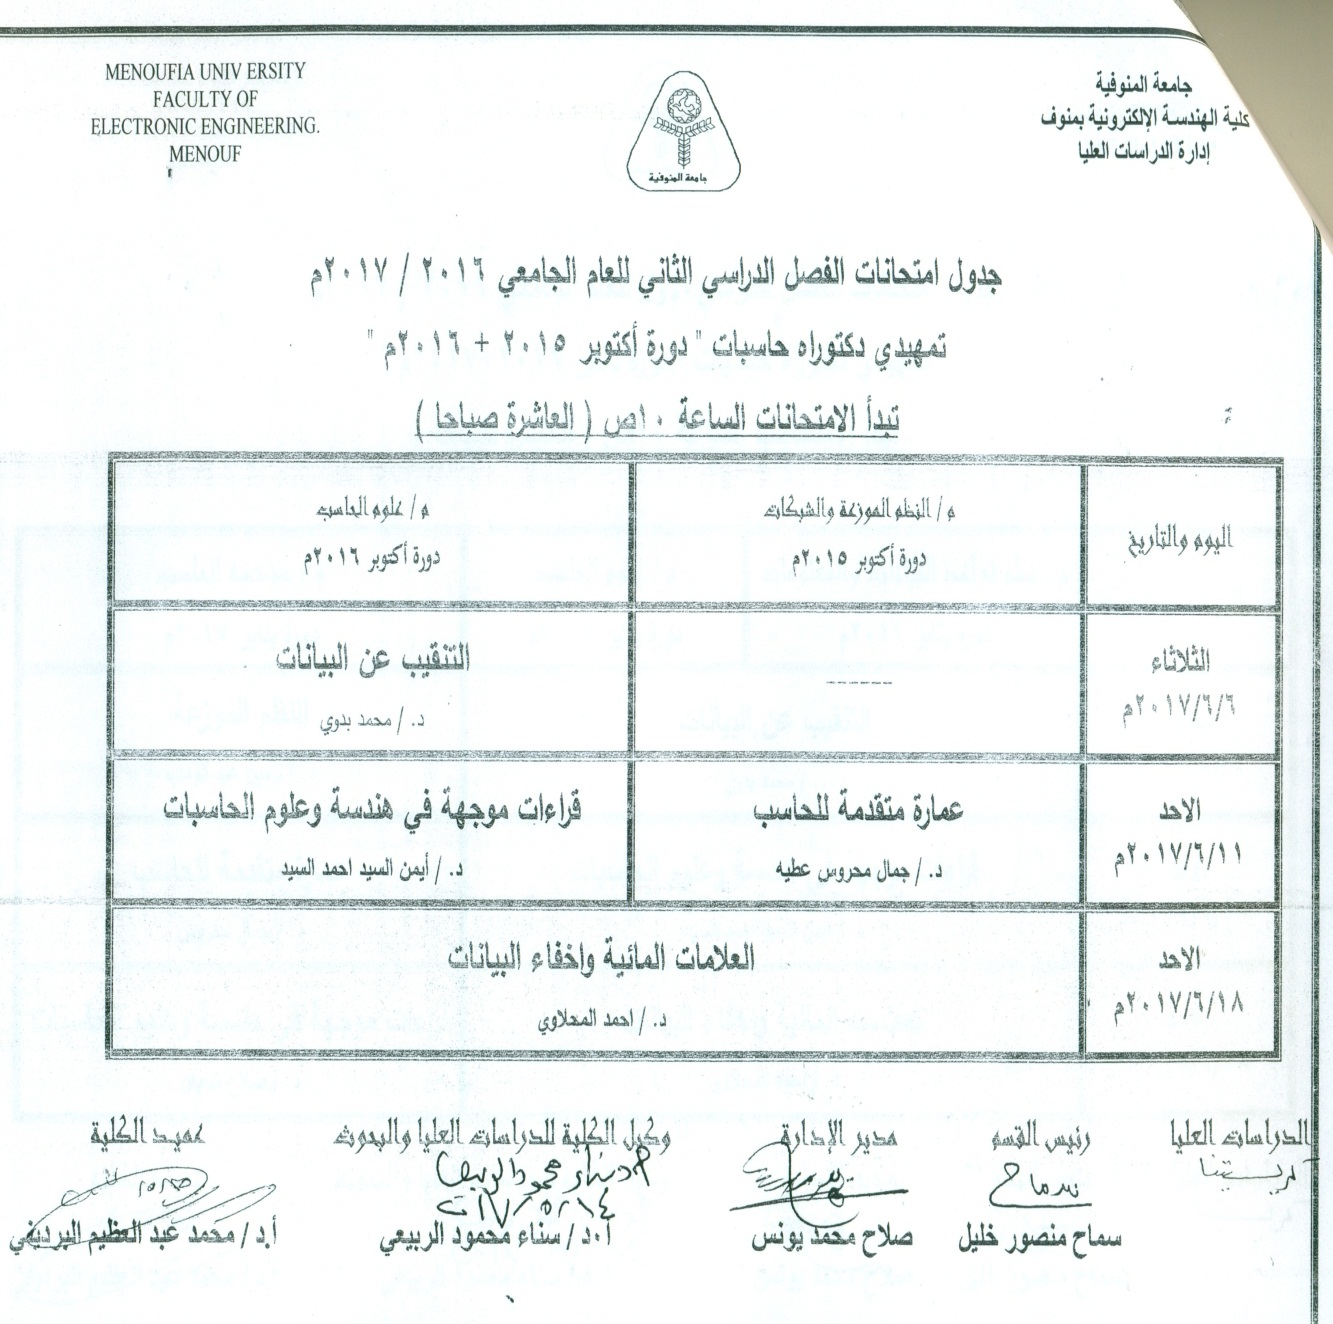 MENOUFIA UNIV ERSITY
FACULTY OF
ELECTRONIC ENGINEERING.
MENOUF
جامعة المنوفية
جامعة المنوفية
كلية الهندسة الإلكترونية بمنوف
إدارة الدراسات العليا
جدول امتحانات الفصل الدراسي الثاني للعام الجامعي ٢٠١٦ / ٢٠١٧م
تمهيدي دكتوراه حاسبات " دورة أكتوبر ٢٠١٥ + ٢٠١٦م "
تبدأ الامتحانات الساعة ١٠ص ( العاشرة صباحا )
اليوم والتاريخ
م/ النظم الموزعة والشبكات
دورة أكتوبر ٢٠١٥م
م/ علوم الحاسب
دورة أكتوبر ٢٠١٦م
الثلاثاء
٢٠١٧/٦/٦م
------
التنقيب عن البيانات
د. / محمد بدوي
الاحد
٢٠١٧/٦/١١م
عمارة متقدمة للحاسب
د. / جمال محروس عطيه
قراءات موجهة في هندسة وعلوم الحاسبات
د. / أيمن السيد احمد السيد
الاحد
٢٠١٧/٦/١٨م
العلامات المائية واخفاء البيانات
د. / احمد المحلاوي
الدراسات العليا
رئيس القسم
سماح
سماح منصور خليل
مدير الإدارة
صلاح محمد يونس
وكيل الكلية للدراسات العليا والبحوث
أ.د/ سناء محمود الربيعي
عميد الكلية
أ.د/ محمد عبد العظيم البرديني